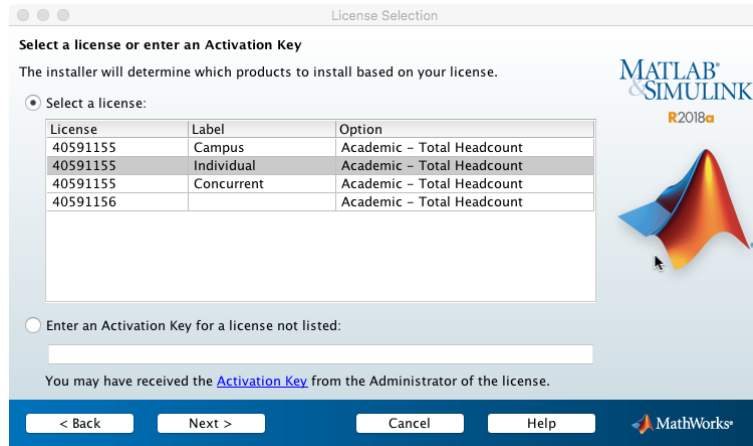 License Selection
Select a license or enter an Activation Key
The installer will determine which products to install based on your license.
MATLAB®
&SIMULINK
R2018a
Select a license:
License Label Option
40591155 Campus Academic – Total Headcount
40591155 Individual Academic – Total Headcount
40591155 Concurrent Academic – Total Headcount
40591156 Academic – Total Headcount
Enter an Activation Key for a license not listed:
You may have received the Activation Key from the Administrator of the license.
< Back Next > Cancel Help MathWorks®